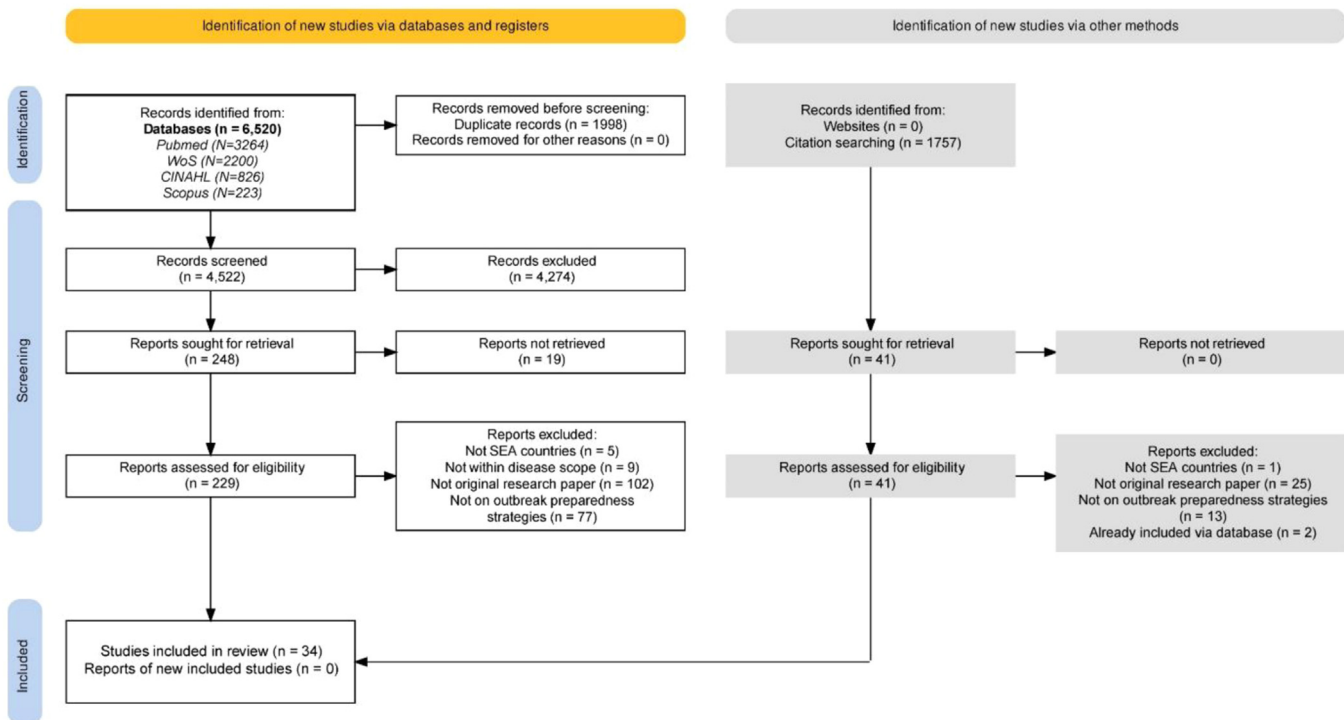 Identification of new studies via databases and registers
Identification of new studies via other methods
Identification
Records identified from:
Databases (n = 6,520)
Pubmed (N=3264)
WoS (N=2200)
CINAHL (N=826)
Scopus (N=223)
Records removed before screening:
Duplicate records (n = 1998)
Records removed for other reasons (n = 0)
Records identified from:
Websites (n = 0)
Citation searching (n = 1757)
Screening
Records screened
(n = 4,522)
Records excluded
(n = 4,274)
Reports sought for retrieval
(n = 248)
Reports not retrieved
(n = 19)
Reports sought for retrieval
(n = 41)
Reports not retrieved
(n = 0)
Reports assessed for eligibility
(n = 229)
Reports excluded:
Not SEA countries (n = 5)
Not within disease scope (n = 9)
Not original research paper (n = 102)
Not on outbreak preparedness
strategies (n = 77)
Reports assessed for eligibility
(n = 41)
Reports excluded:
Not SEA countries (n = 1)
Not original research paper (n = 25)
Not on outbreak preparedness strategies
(n = 13)
Already included via database (n = 2)
Included
Studies included in review (n = 34)
Reports of new included studies (n = 0)